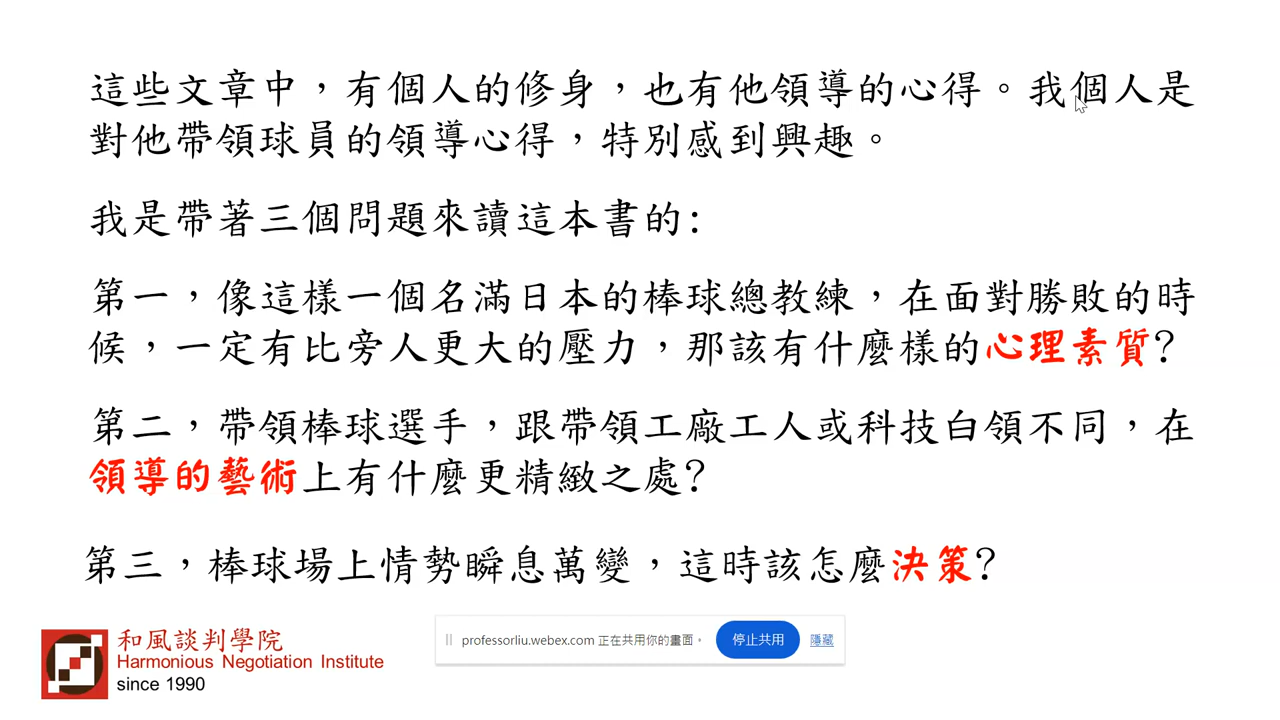 這些文章中，有個人的修身，也有他領導的心得。我個人是
對他帶領球員的領導心得，特別感到興趣。
我是帶著三個問題來讀這本書的:
第一，像這樣一個名滿日本的棒球總教練，在面對勝敗的時
候，一定有比旁人更大的壓力，那該有什麼樣的心理素質?
第二，帶領棒球選手，跟帶領工廠工人或科技白領不同，在
領導的藝術上有什麼更精緻之處?
第三，棒球場上情勢瞬息萬變，這時該怎麼決策?
professorliu.webex.com 正在共用你的畫面。 停止共用 隱藏
和風談判學院
Harmonious Negotiation Institute
since 1990